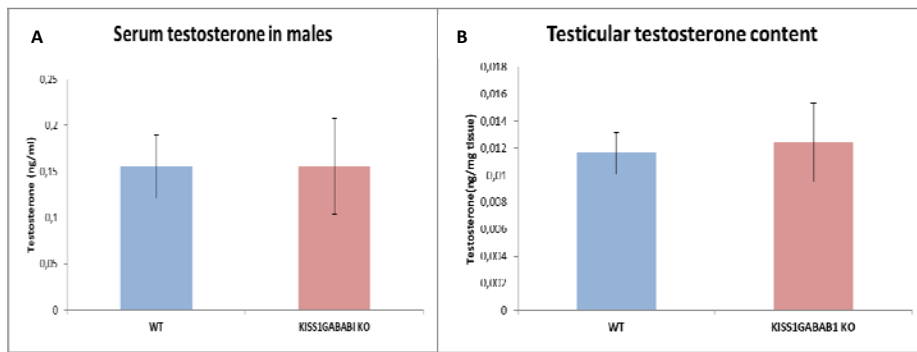 A
Serum testosterone in males
Testosterone (ng/ml)
0,25
0,2
0,15
0,1
0,05
0
WT
KISS1GABABI KO
B
Testicular testosterone content
Testosterone(ng/mg tissue)
0,018
0,016
0,014
0,012
0,01
0,008
0,006
0,004
0,002
0
WT
KISS1GABAB1 KO